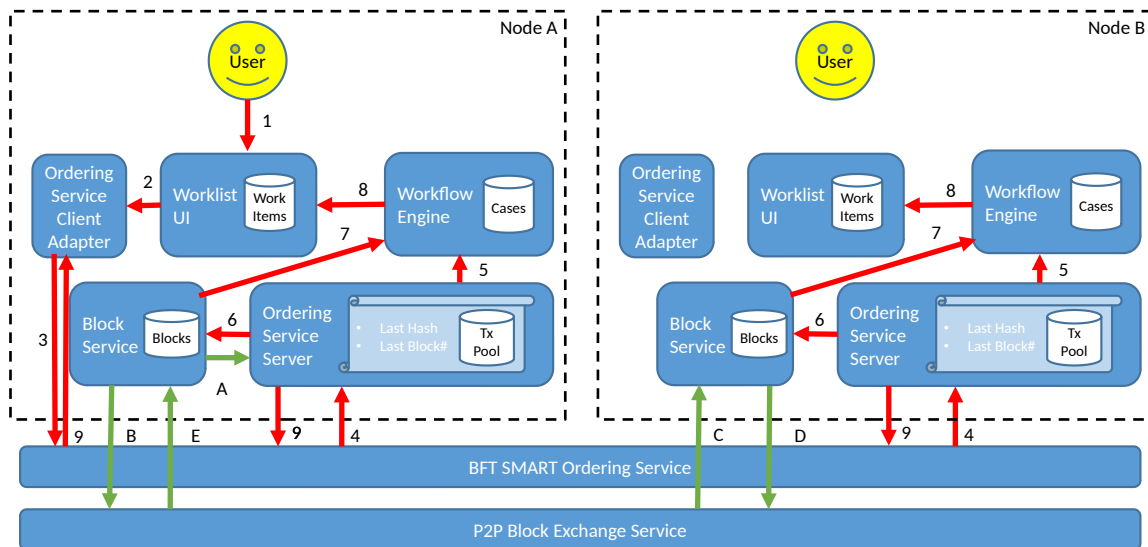 Node A
User
1
Ordering
Service
Client
Adapter
2
Worklist
UI
Work
Items
8
Workflow
Engine
Cases
7
5
3
Block
Service
Blocks
6
A
Ordering
Service
Server
• Last Hash
• Last Block#
Tx
Pool
9
B
E
9
4
Node B
User
Ordering
Service
Client
Adapter
Worklist
UI
Work
Items
8
Workflow
Engine
Cases
7
5
Block
Service
Blocks
6
Ordering
Service
Server
• Last Hash
• Last Block#
Tx
Pool
C
D
9
4
BFT SMART Ordering Service
P2P Block Exchange Service